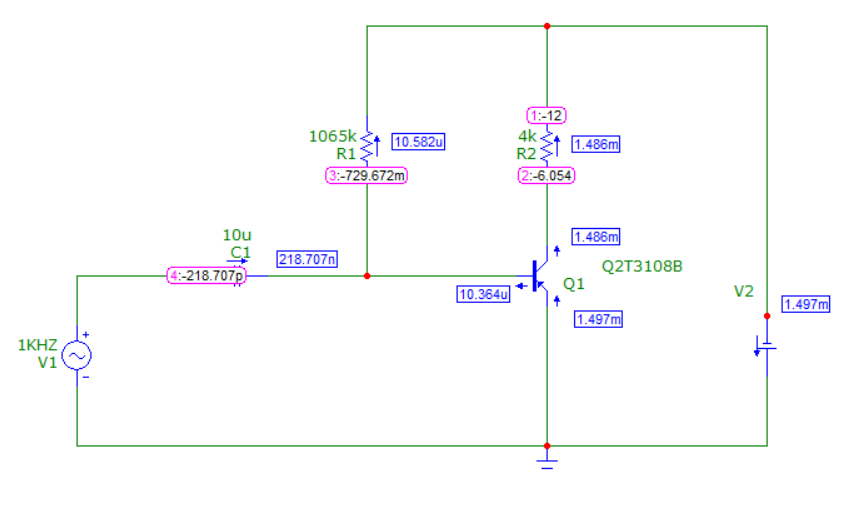 1:-12
1065k
R1
10.582u
4k
R2
1.486m
3:-729.672m
2:-6.054
10u
C1
218.707n
1.486m
4:-218.707p
Q2T3108B
Q1
10.364u
V2
1.497m
1.497m
1KHZ
V1
+
-